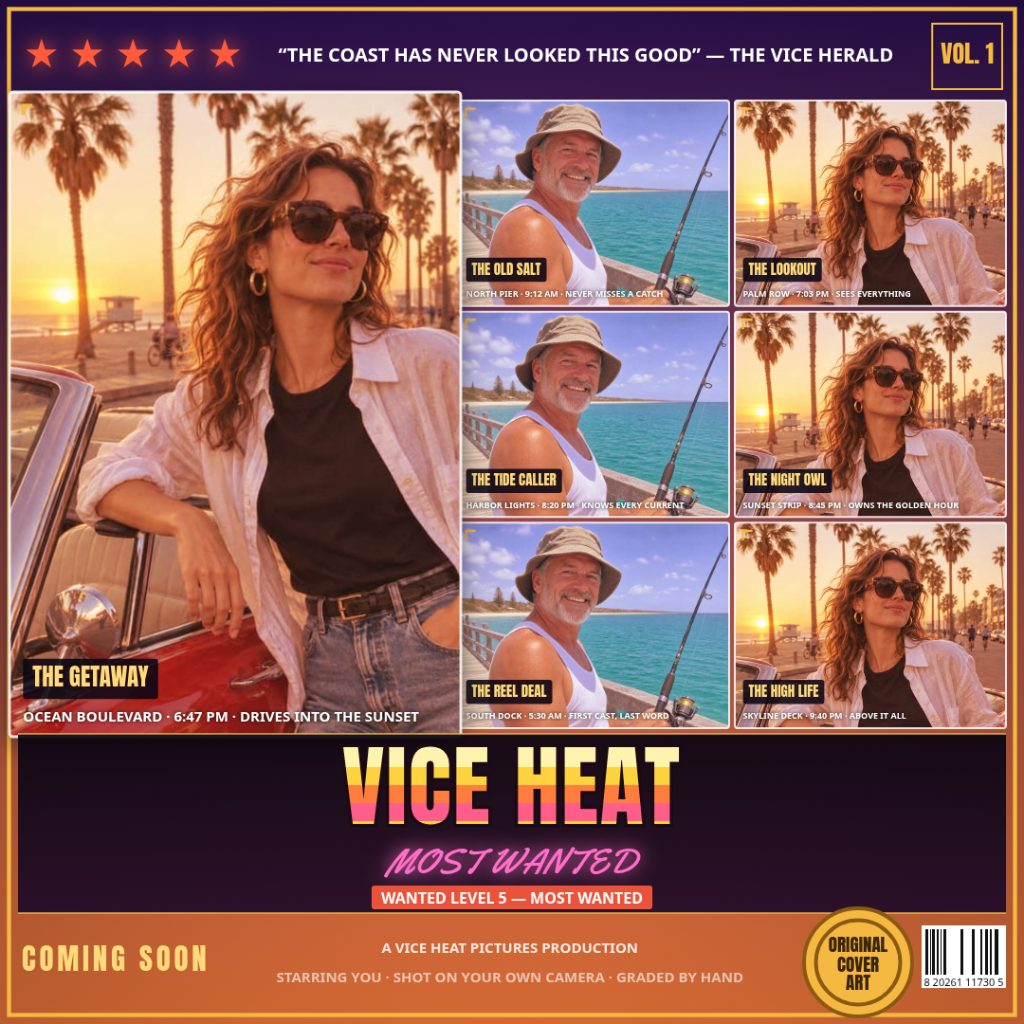 “THE COAST HAS NEVER LOOKED THIS GOOD” — THE VICE HERALD
VOL. 1
THE GETAWAY
OCEAN BOULEVARD · 6:47 PM · DRIVES INTO THE SUNSET
THE OLD SALT
NORTH PIER · 9:12 AM · NEVER MISSES A CATCH
THE LOOKOUT
PALM ROW · 7:03 PM · SEES EVERYTHING
THE TIDE CALLER
HARBOR LIGHTS · 8:20 PM · KNOWS EVERY CURRENT
THE NIGHT OWL
SUNSET STRIP · 8:45 PM · OWNS THE GOLDEN HOUR
THE REEL DEAL
SOUTH DOCK · 5:30 AM · FIRST CAST, LAST WORD
THE HIGH LIFE
SKYLINE DECK · 9:40 PM · ABOVE IT ALL
VICE HEAT
MOST WANTED
WANTED LEVEL 5 — MOST WANTED
COMING SOON
A VICE HEAT PICTURES PRODUCTION
STARRING YOU · SHOT ON YOUR OWN CAMERA · GRADED BY HAND
ORIGINAL
COVER
ART
8 20261 11730 5